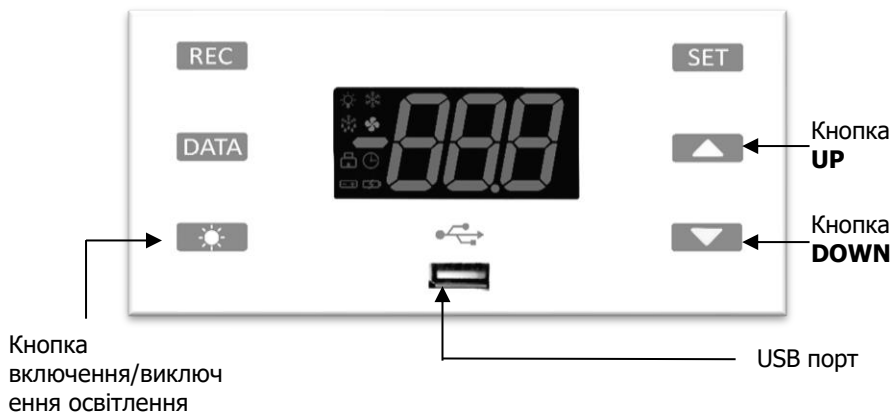 REC
SET
DATA
Кнопка
UP
Кнопка
DOWN
Кнопка
включення/виключ
ення освітлення
USB порт